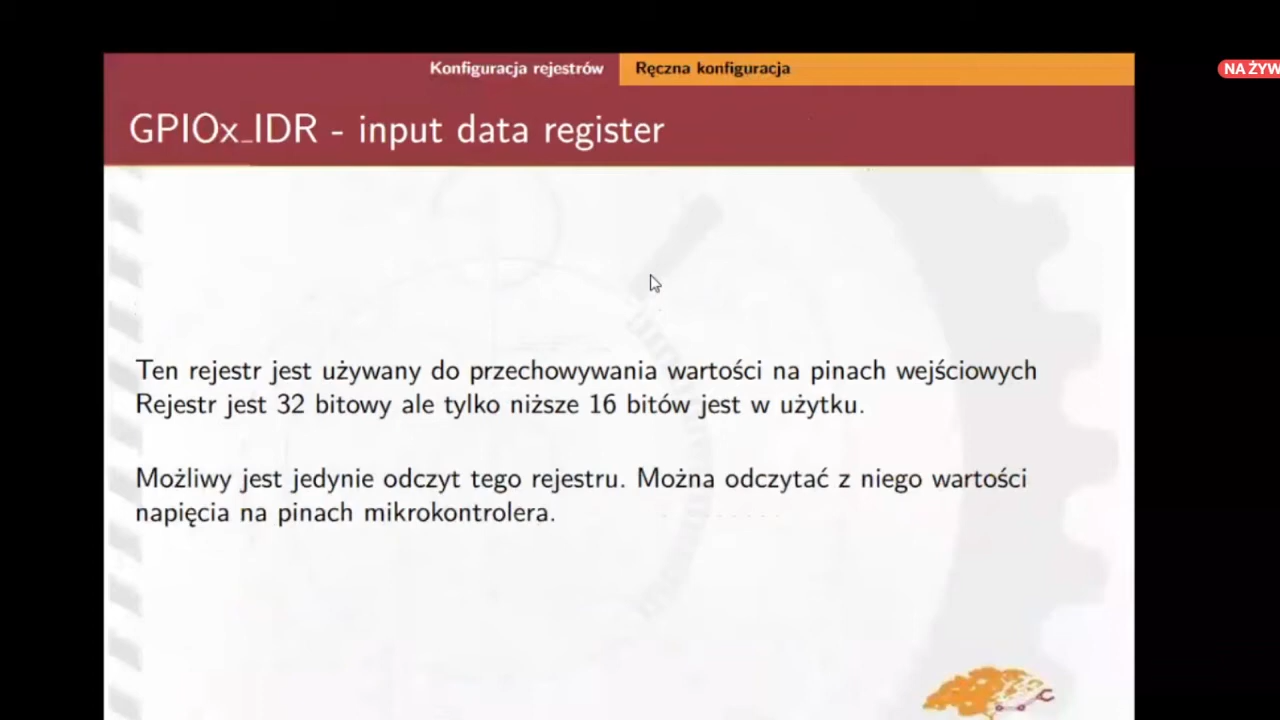 Konfiguracja rejestrów Ręczna konfiguracja
NA ŻYW
GPIOx_IDR - input data register
Ten rejestr jest używany do przechowywania wartości na pinach wejściowych
Rejestr jest 32 bitowy ale tylko niższe 16 bitów jest w użytku.
Możliwy jest jedynie odczyt tego rejestru. Można odczytać z niego wartości
napięcia na pinach mikrokontrolera.